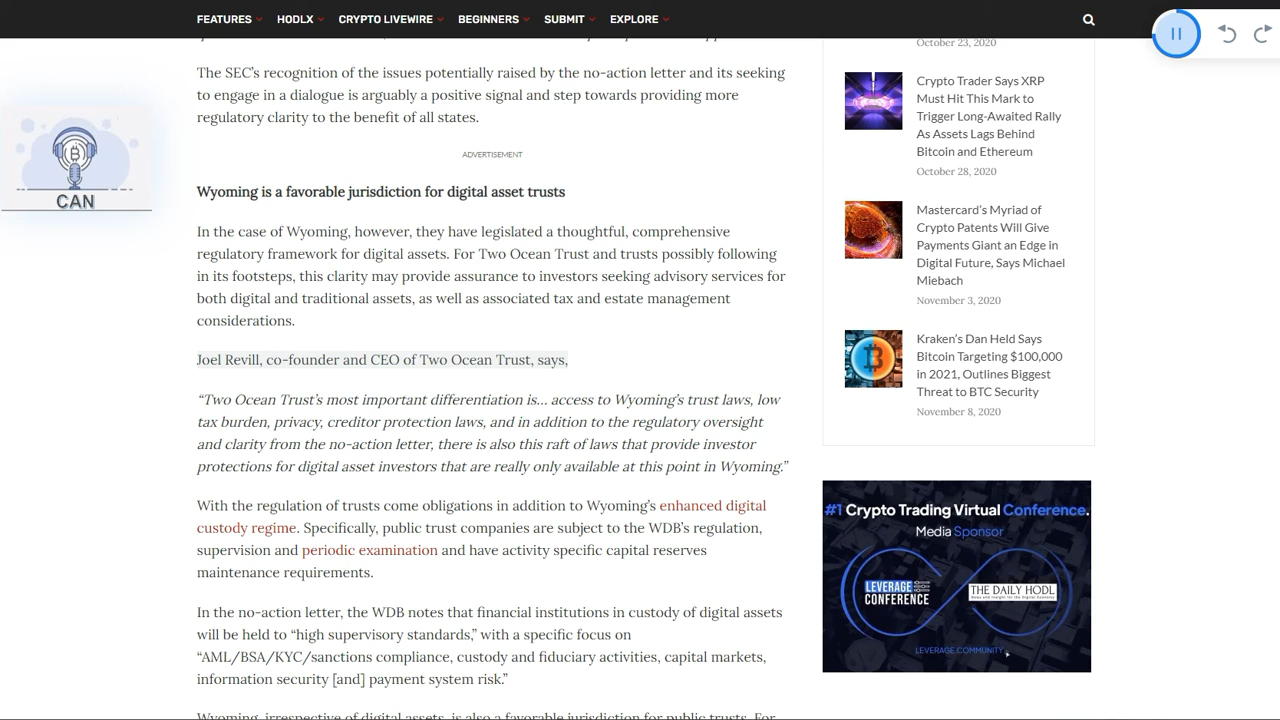 FEATURES HODLX CRYPTO LIVEWIRE BEGINNERS SUBMIT EXPLORE
The SEC’s recognition of the issues potentially raised by the no-action letter and its seeking
to engage in a dialogue is arguably a positive signal and step towards providing more
regulatory clarity to the benefit of all states.
ADVERTISEMENT
Wyoming is a favorable jurisdiction for digital asset trusts
In the case of Wyoming, however, they have legislated a thoughtful, comprehensive
regulatory framework for digital assets. For Two Ocean Trust and trusts possibly following
in its footsteps, this clarity may provide assurance to investors seeking advisory services for
both digital and traditional assets, as well as associated tax and estate management
considerations.
Joel Revill, co-founder and CEO of Two Ocean Trust, says,
“Two Ocean Trust’s most important differentiation is… access to Wyoming’s trust laws, low
tax burden, privacy, creditor protection laws, and in addition to the regulatory oversight
and clarity from the no-action letter, there is also this raft of laws that provide investor
protections for digital asset investors that are really only available at this point in Wyoming.”
With the regulation of trusts come obligations in addition to Wyoming’s enhanced digital
custody regime. Specifically, public trust companies are subject to the WDB’s regulation,
supervision and periodic examination and have activity specific capital reserves
maintenance requirements.
In the no-action letter, the WDB notes that financial institutions in custody of digital assets
will be held to “high supervisory standards,” with a specific focus on
“AML/BSA/KYC/sanctions compliance, custody and fiduciary activities, capital markets,
information security [and] payment system risk.”
Wyoming, irrespective of digital assets, is also a favorable jurisdiction for public trusts. For
CAN
October 23, 2020
Crypto Trader Says XRP
Must Hit This Mark to
Trigger Long-Awaited Rally
As Assets Lags Behind
Bitcoin and Ethereum
October 28, 2020
Mastercard’s Myriad of
Crypto Patents Will Give
Payments Giant an Edge in
Digital Future, Says Michael
Miebach
November 3, 2020
Kraken’s Dan Held Says
Bitcoin Targeting $100,000
in 2021, Outlines Biggest
Threat to BTC Security
November 8, 2020
#1 Crypto Trading Virtual Conference.
Media Sponsor
LEVERAGE
CONFERENCE
THE DAILY HODL
LEVERAGE.COMMUNITY